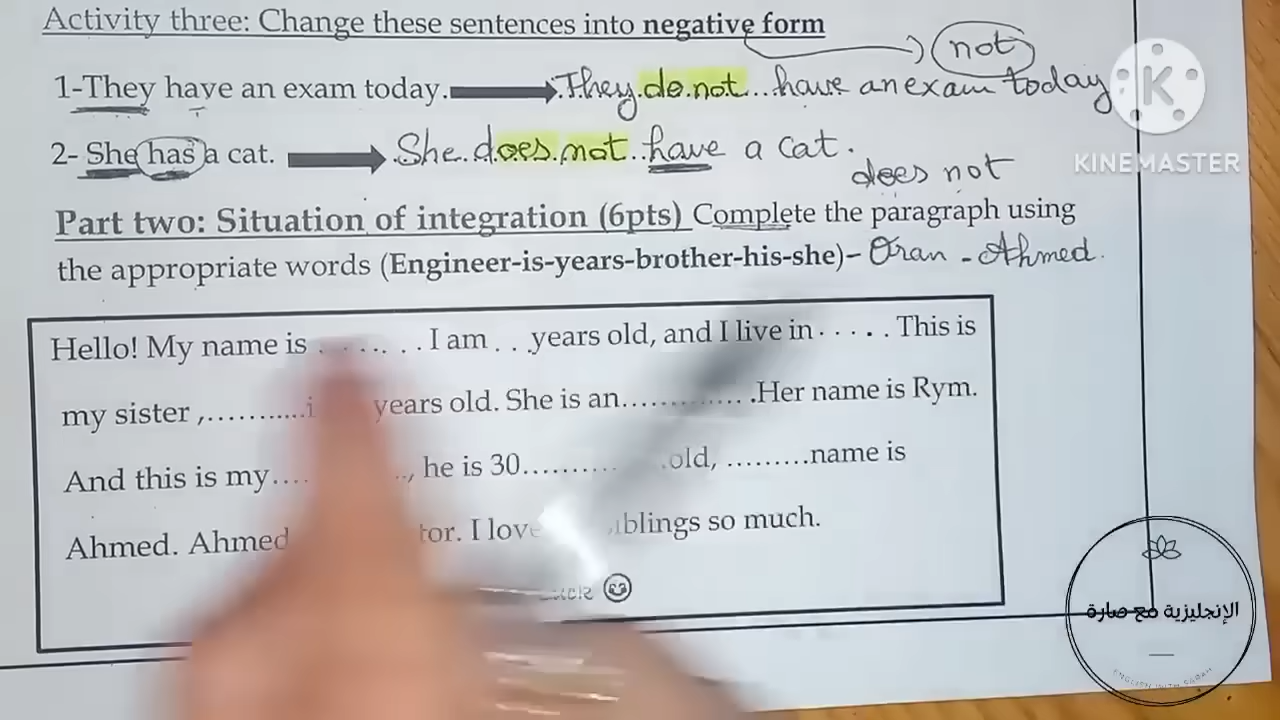 Activity three: Change these sentences into negative form
not
1-They have an exam today. They do not have an exam today
2- She has a cat. She does not have a cat.
does not
KINEMASTER
Part two: Situation of integration (6pts) Complete the paragraph using
the appropriate words (Engineer-is-years-brother-his-she)- Oran - Ahmed.
Hello! My name is ........ I am . . years old, and I live in ..... This is
my sister ,........... years old. She is an.............. .Her name is Rym.
And this is my.... .., he is 30.......... .old, .........name is
Ahmed. Ahmed I love so much.
الإنجليزية مع صارة
ENGLISH WITH SARAH